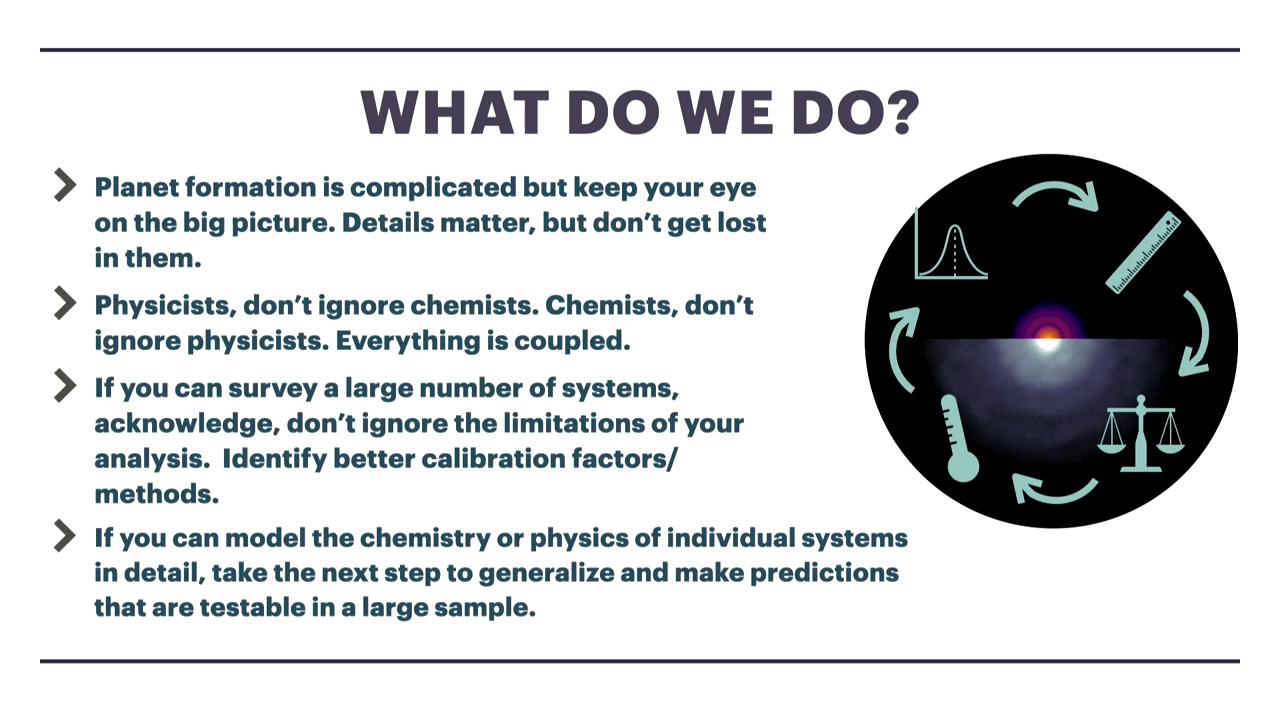 WHAT DO WE DO?
Planet formation is complicated but keep your eye
on the big picture. Details matter, but don’t get lost
in them.
Physicists, don’t ignore chemists. Chemists, don’t
ignore physicists. Everything is coupled.
If you can survey a large number of systems,
acknowledge, don’t ignore the limitations of your
analysis.  Identify better calibration factors/
methods.
If you can model the chemistry or physics of individual systems
in detail, take the next step to generalize and make predictions
that are testable in a large sample.